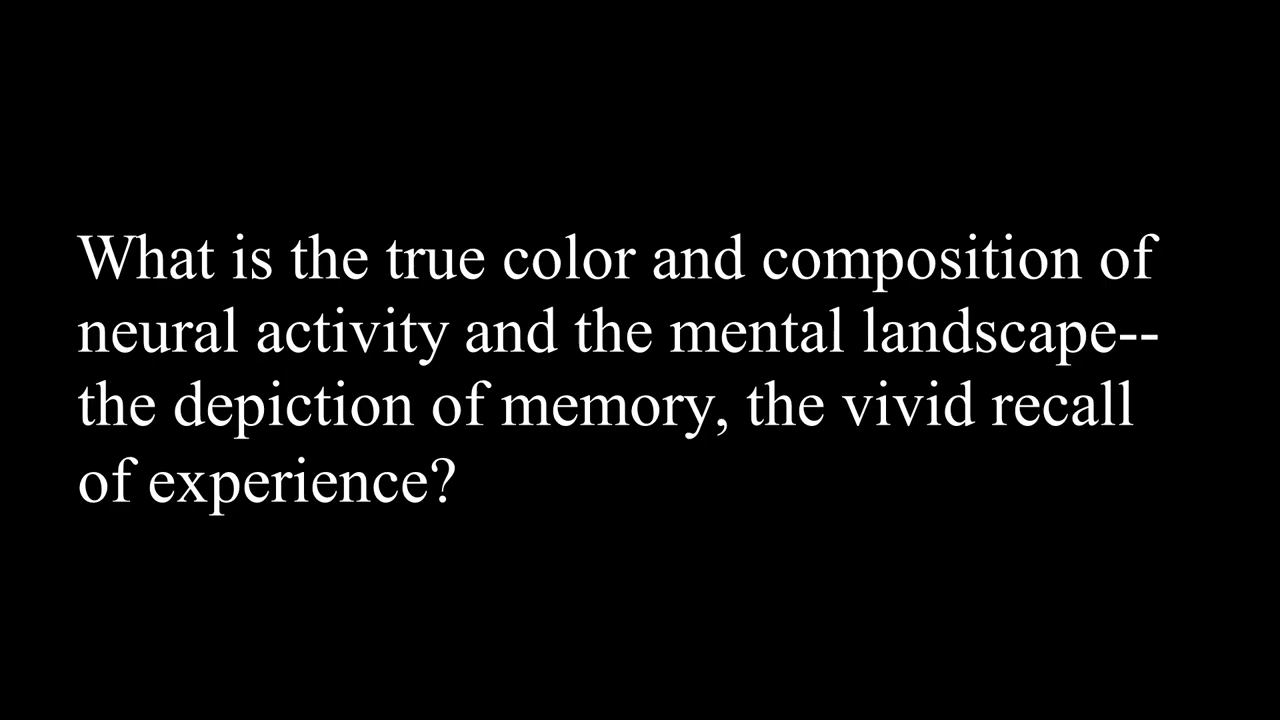 What is the true color and composition of
neural activity and the mental landscape--
the depiction of memory, the vivid recall
of experience?